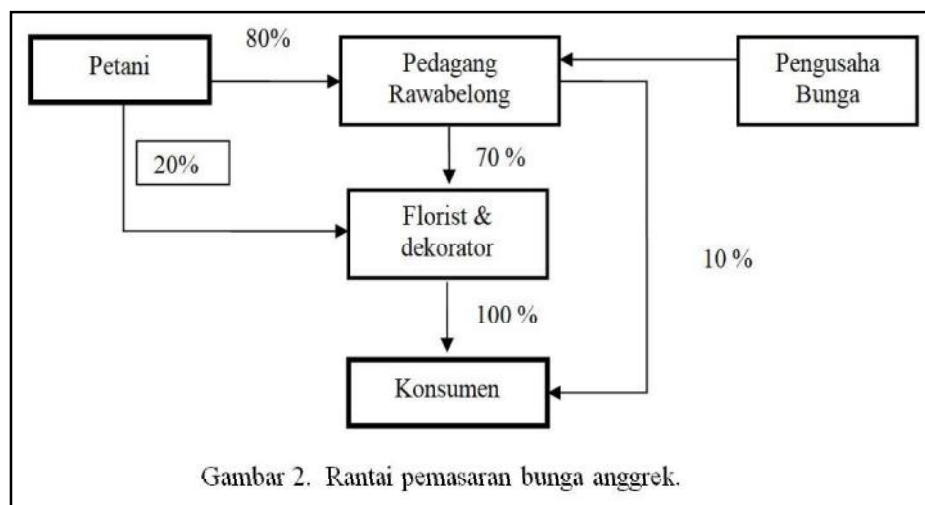 80%
Petani
Pedagang
Rawabelong
Pengusaha
Bunga
20%
70 %
Florist &
dekorator
10 %
100 %
Konsumen
Gambar 2. Rantai pemasaran bunga anggrek.